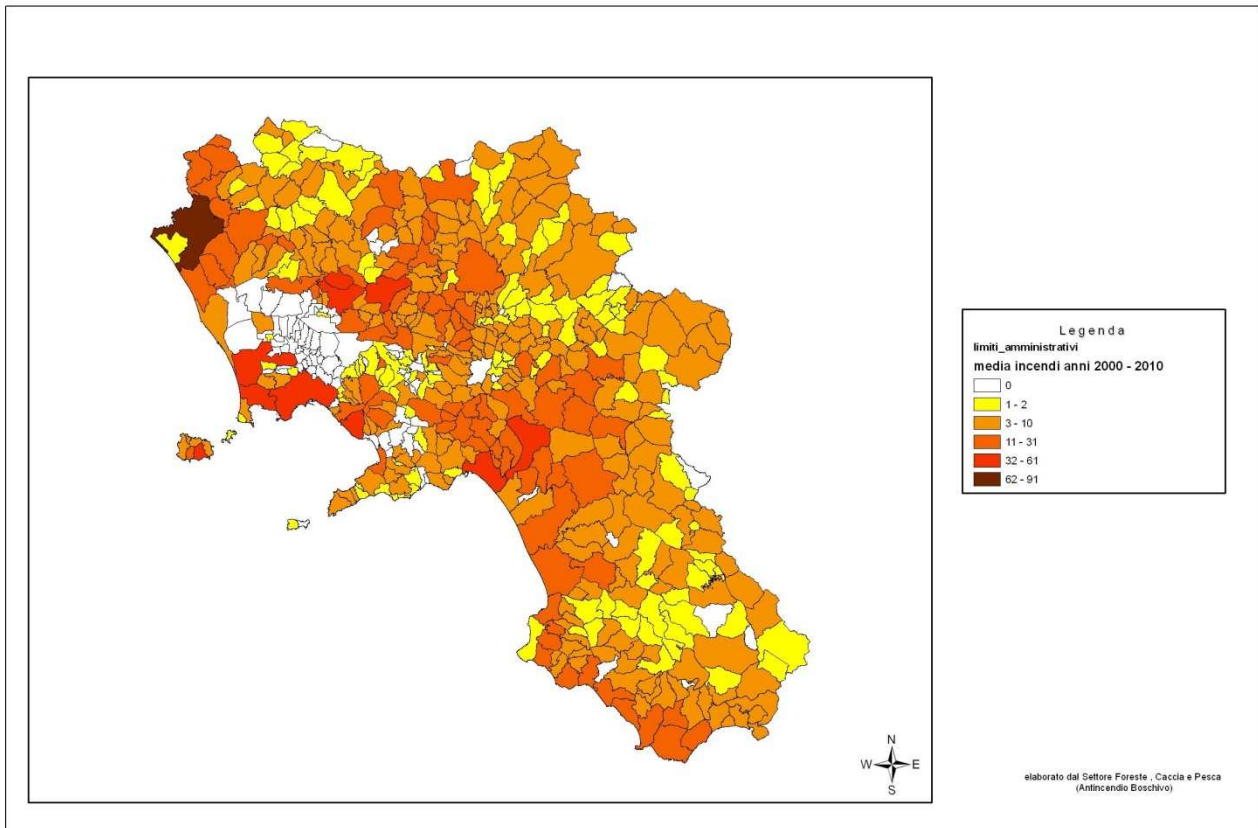 Legenda
limiti_amministrativi
media incendi anni 2000 - 2010
0
1 - 2
3 - 10
11 - 31
32 - 61
62 - 91
N
W E
S
elaborato dal Settore Foreste , Caccia e Pesca
(Antincendio Boschivo)